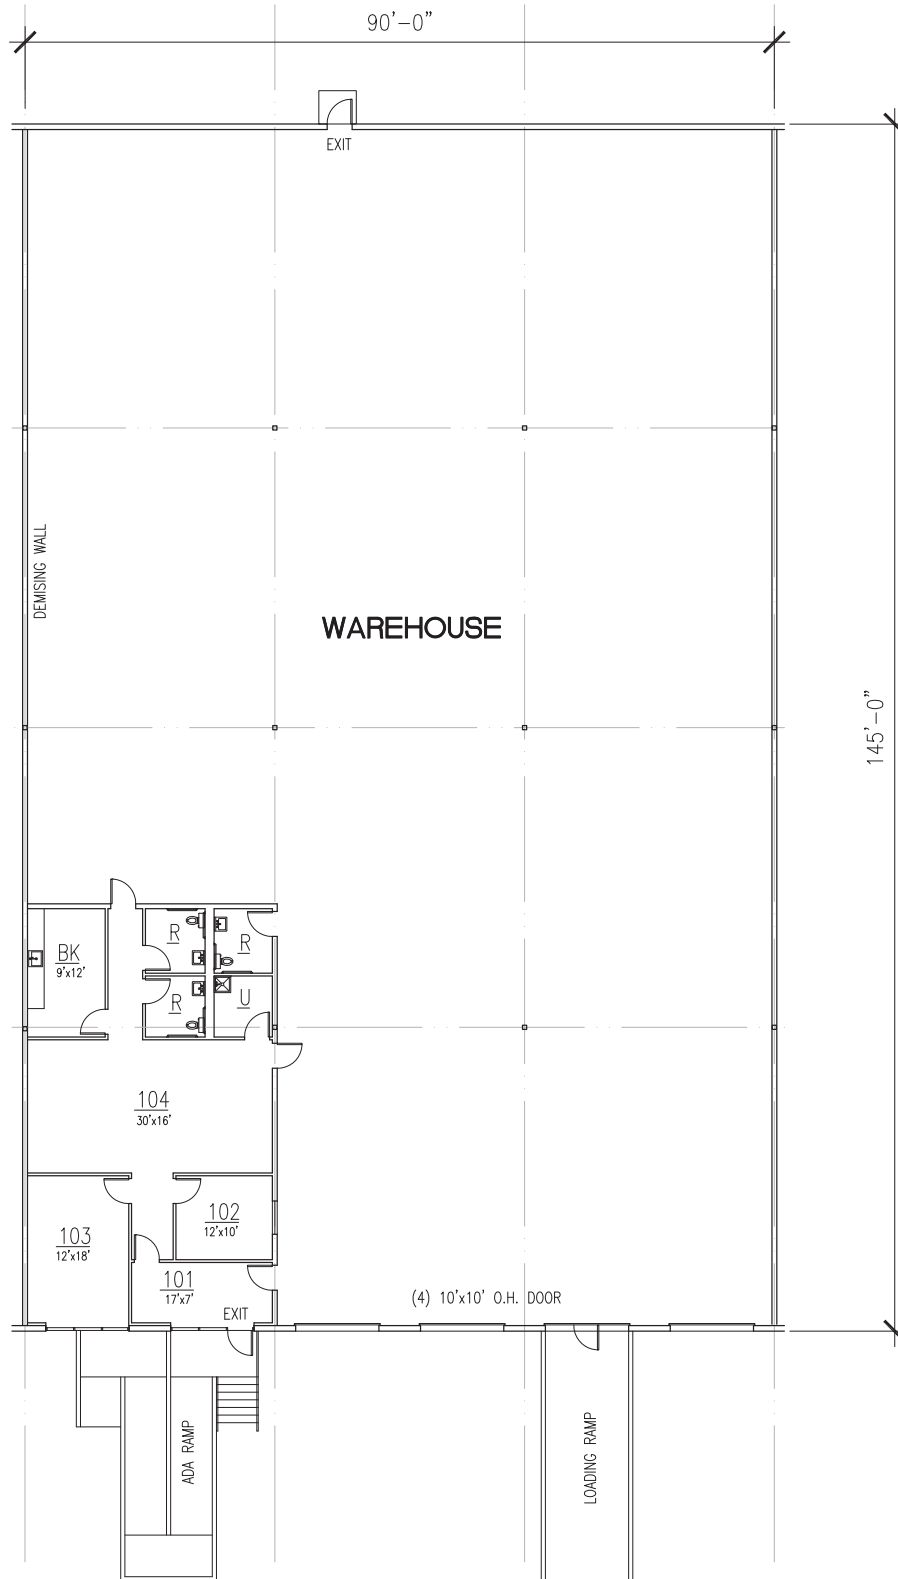 90'-0"
EXIT
DEMISING WALL
WAREHOUSE
145'-0"
BK
9'x12'
R
R
R
U
104
30'x16'
103
12'x18'
102
12'x10'
101
17'x7'
EXIT
(4) 10'x10' O.H. DOOR
ADA RAMP
LOADING RAMP